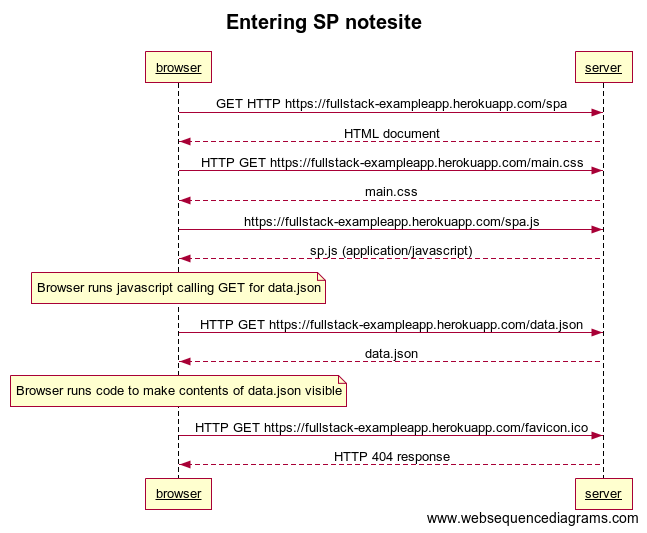 Entering SP notesite
browser
server
GET HTTP https://fullstack-exampleapp.herokuapp.com/spa
HTML document
HTTP GET https://fullstack-exampleapp.herokuapp.com/main.css
main.css
https://fullstack-exampleapp.herokuapp.com/spa.js
sp.js (application/javascript)
Browser runs javascript calling GET for data.json
HTTP GET https://fullstack-exampleapp.herokuapp.com/data.json
data.json
Browser runs code to make contents of data.json visible
HTTP GET https://fullstack-exampleapp.herokuapp.com/favicon.ico
HTTP 404 response
browser
server
www.websequencediagrams.com